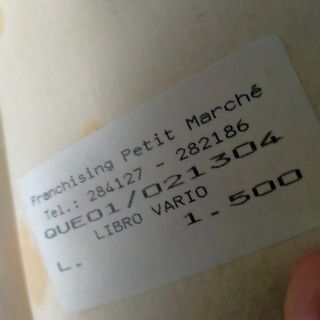 Franchising Petit Marché
Tel.: 284127 - 282186
QUE01/021304
LIBRO VARIO
L. 1.500